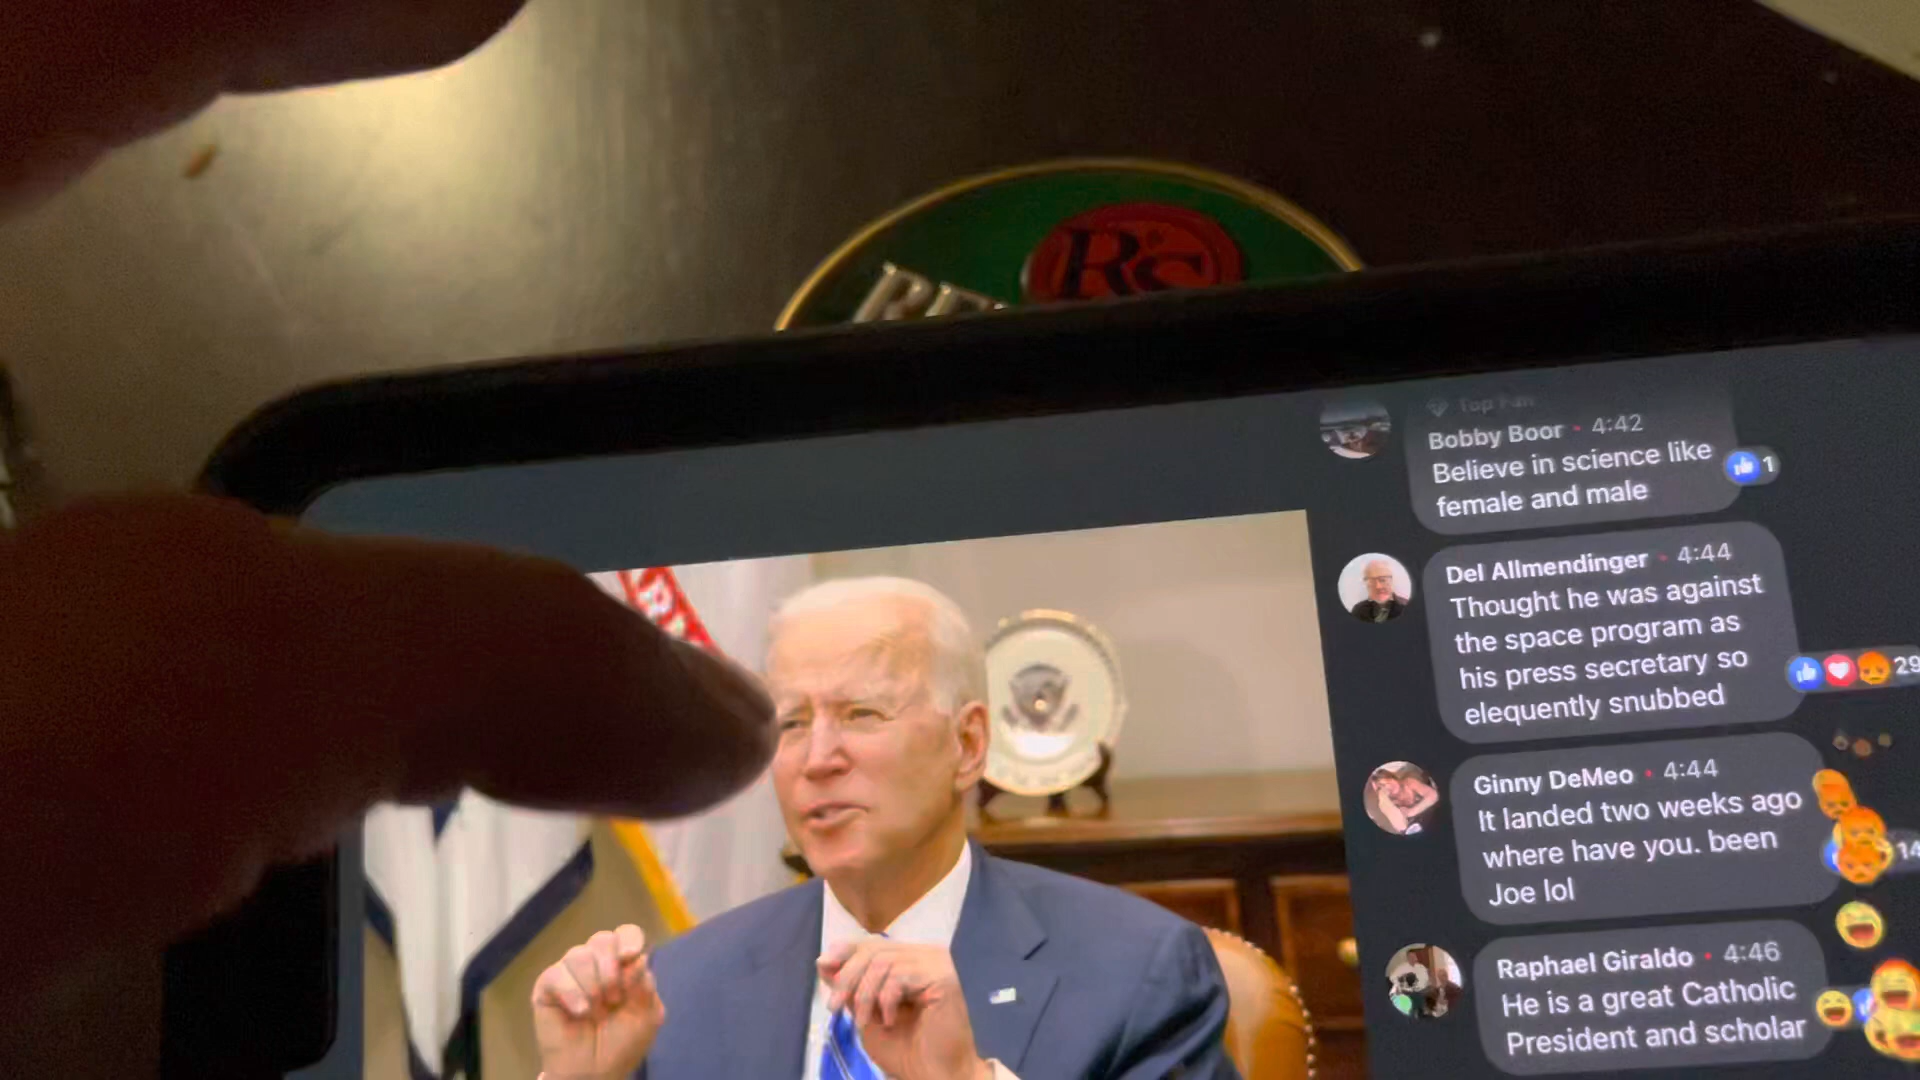 RS
Top Fan
Bobby Boor • 4:42
Believe in science like
female and male
1
Del Allmendinger • 4:44
Thought he was against
the space program as
his press secretary so
elequently snubbed
29
Ginny DeMeo • 4:44
It landed two weeks ago
where have you. been
Joe lol
14
Raphael Giraldo • 4:46
He is a great Catholic
President and scholar